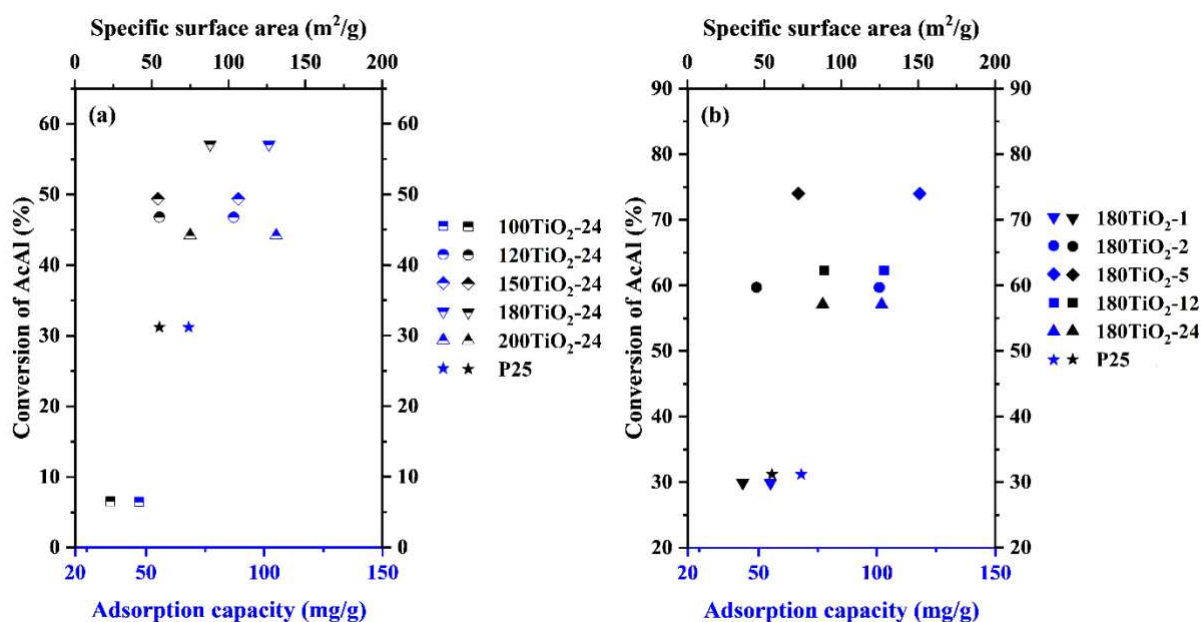 Specific surface area (m²/g)
0 50 100 150 200
(a)
Conversion of AcAl (%)
60 60
50 50
40 40
30 30
20 20
10 10
0 0
20 50 100 150
Adsorption capacity (mg/g)
100TiO₂-24
120TiO₂-24
150TiO₂-24
180TiO₂-24
200TiO₂-24
P25
Specific surface area (m²/g)
0 50 100 150 200
(b)
Conversion of AcAl (%)
90 90
80 80
70 70
60 60
50 50
40 40
30 30
20 20
20 50 100 150
Adsorption capacity (mg/g)
180TiO₂-1
180TiO₂-2
180TiO₂-5
180TiO₂-12
180TiO₂-24
P25